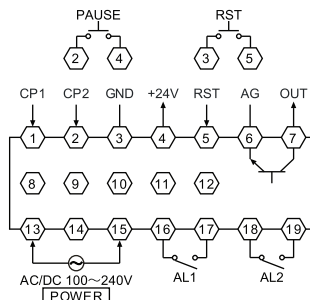 PAUSE RST
2 4 3 5
CP1 CP2 GND +24V RST AG OUT
1 2 3 4 5 6 7
8 9 10 11 12
13 14 15 16 17 18 19
AC/DC 100～240V AL1 AL2
POWER